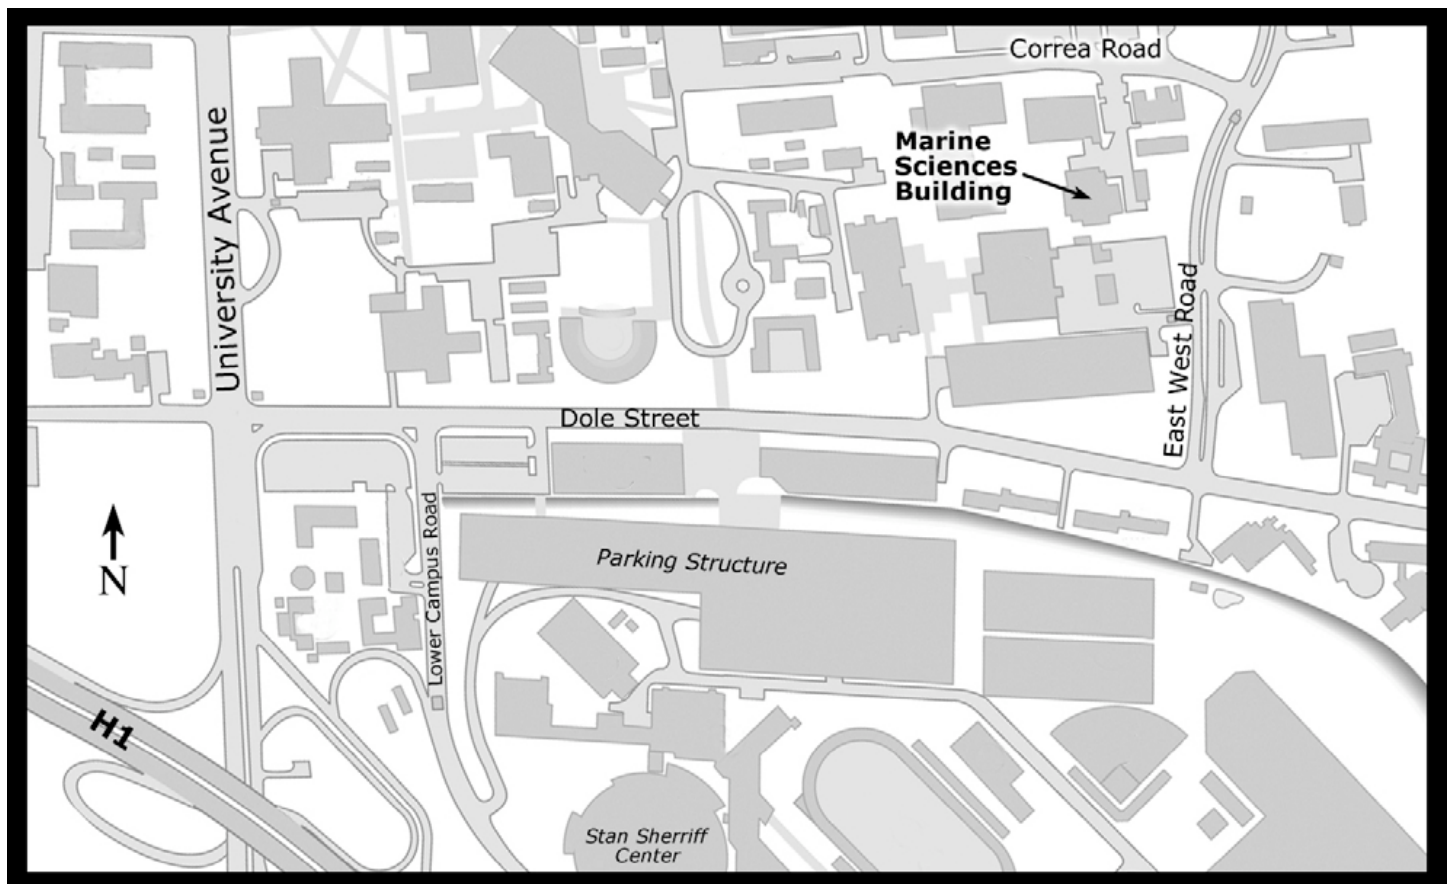 Correa Road
Marine
Sciences
Building
University Avenue
East West Road
Dole Street
N
Lower Campus Road
Parking Structure
H1
Stan Sherriff
Center